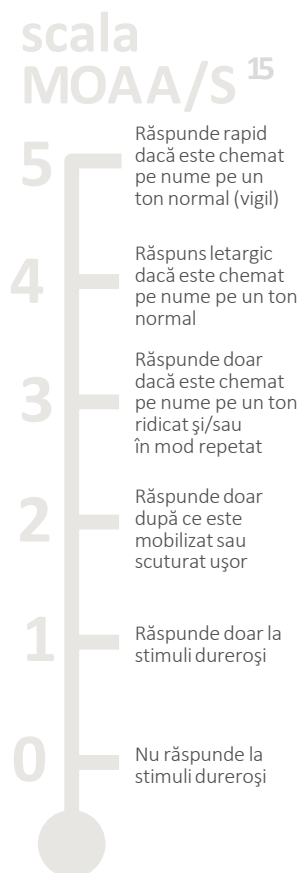 scala
MOAA/S 15
5
Răspunde rapid
dacă este chemat
pe nume pe un
ton normal (vigil)
4
Răspuns letargic
dacă este chemat
pe nume pe un ton
normal
3
Răspunde doar
dacă este chemat
pe nume pe un ton
ridicat şi/sau
în mod repetat
2
Răspunde doar
după ce este
mobilizat sau
scuturat uşor
1
Răspunde doar la
stimuli dureroşi
0
Nu răspunde la
stimuli dureroşi